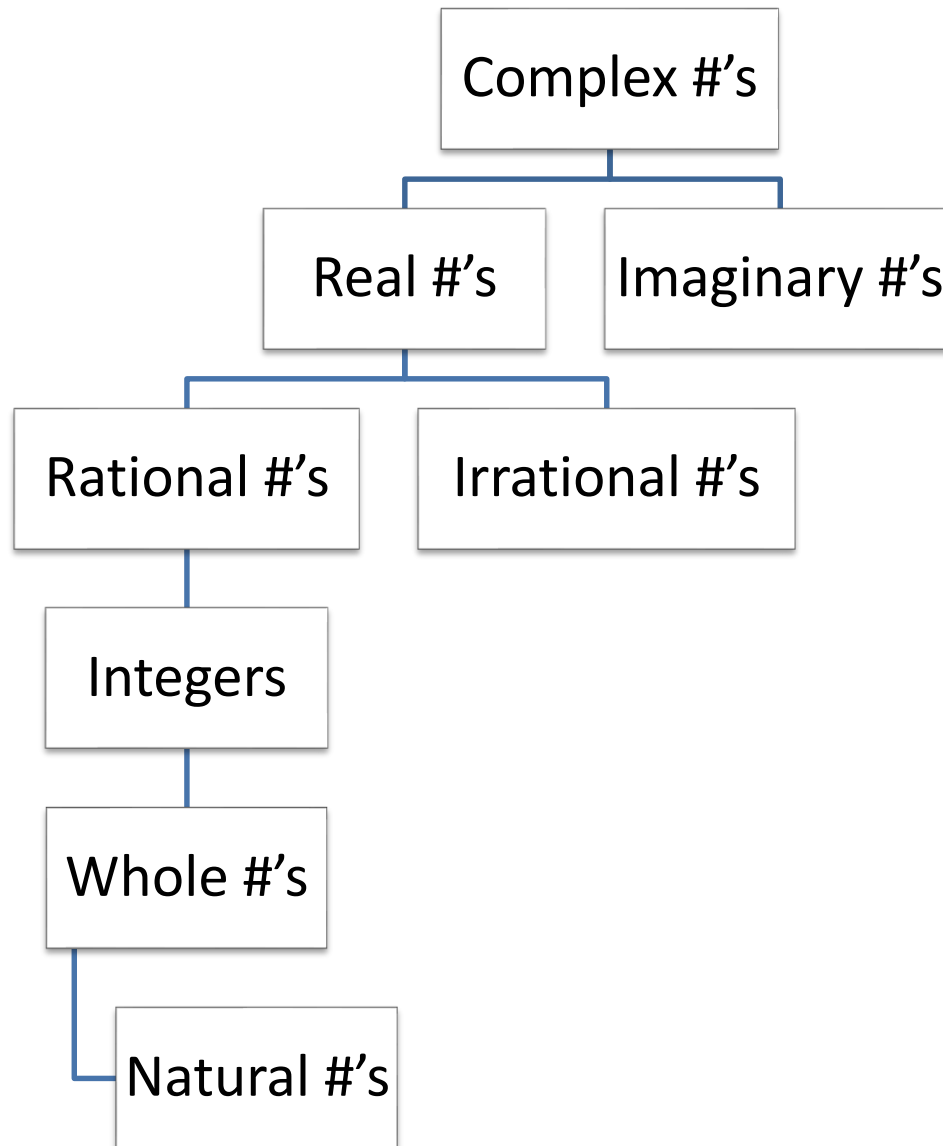 Complex #’s
Real #’s
Imaginary #’s
Rational #’s
Irrational #’s
Integers
Whole #’s
Natural #’s